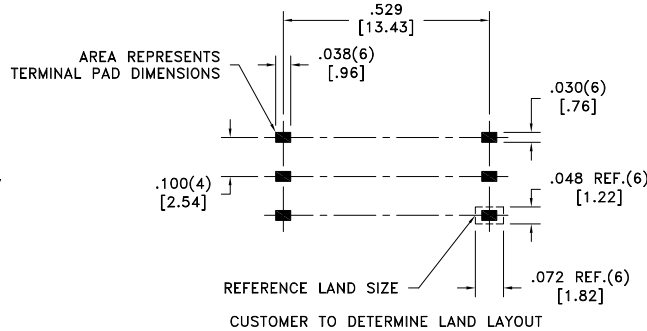 .529
[13.43]
AREA REPRESENTS
TERMINAL PAD DIMENSIONS
.038(6)
[.96]
.030(6)
[.76]
.100(4)
[2.54]
.048 REF.(6)
[1.22]
REFERENCE LAND SIZE
.072 REF.(6)
[1.82]
CUSTOMER TO DETERMINE LAND LAYOUT